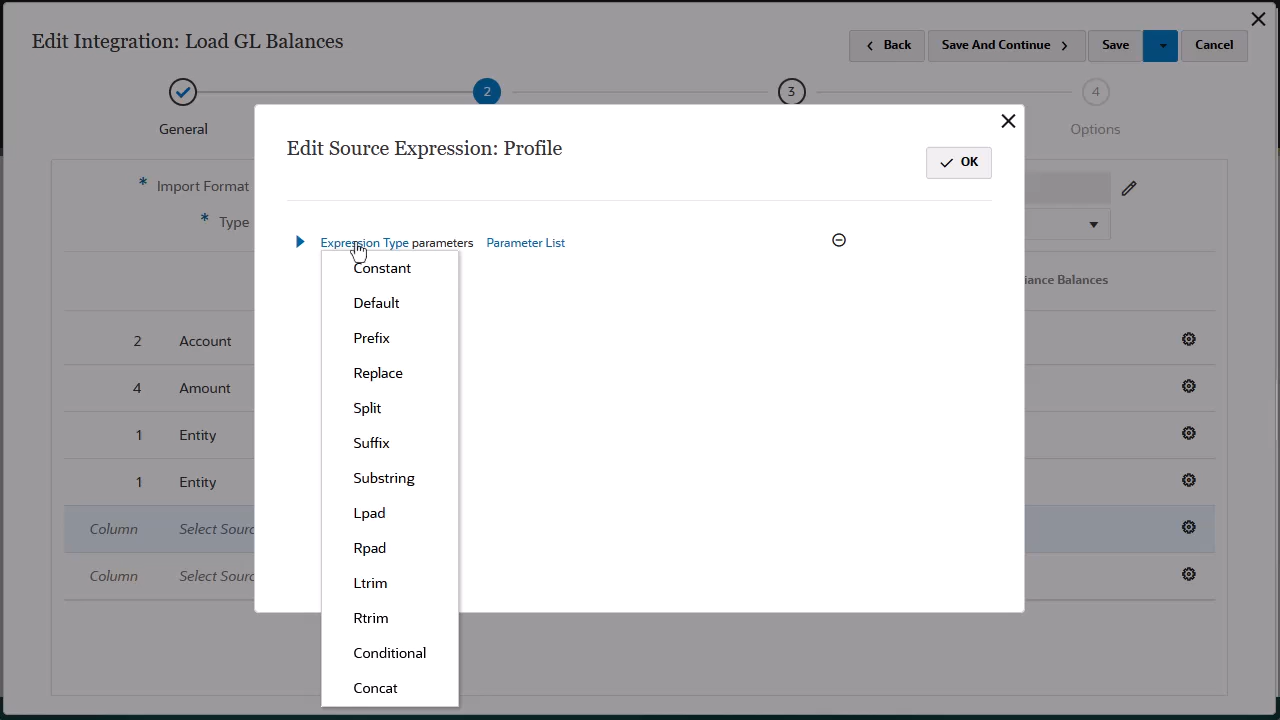 Edit Integration: Load GL Balances
Back
Save And Continue
Save
Cancel
2
3
4
General
Options
Edit Source Expression: Profile
OK
* Import Format
* Type
Expression Type parameters Parameter List
Constant
Default
Prefix
Replace
Split
Suffix
Substring
Lpad
Rpad
Ltrim
Rtrim
Conditional
Concat
iance Balances
2 Account
4 Amount
1 Entity
1 Entity
Column Select Sourc
Column Select Sourc